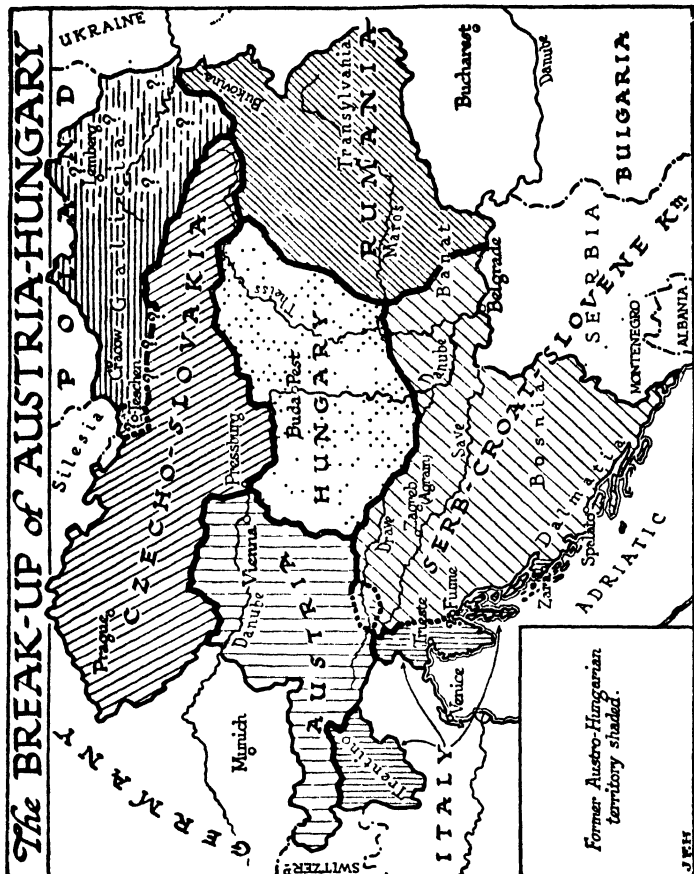 The BREAK-UP of AUSTRIA-HUNGARY
GERMANY
Silesia
POLAND
UKRAINE
Prague
CZECHO-SLOVAKIA
(C)Teschen
Cracow
Galizcia
Lemberg
?
?
?
?
?
Bukovina
Munich
Danube
Vienna
Pressburg
AUSTRIA
Buda-Pest
HUNGARY
Theiss
Transylvania
RUMANIA
Maros
Banat
Bucharest
Danube
SWITZER
Trentino
ITALY
Venice
Trieste
Fiume
Drave
Zagreb
(Agram)
Save
Danube
Belgrade
SERB-CROAT-SLOVENE Km
Bosnia
SERBIA
BULGARIA
Dalmatia
Zara
Spelato
ADRIATIC
MONTENEGRO
ALBANIA
Former Austro-Hungarian
territory shaded.
J.F.H